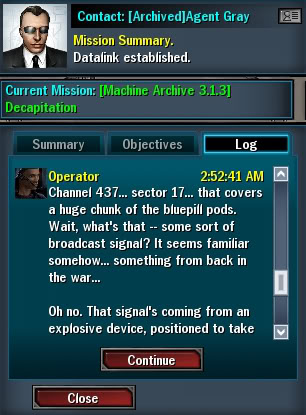 Contact: [Archived]Agent Gray
Mission Summary.
Datalink established.
Current Mission: [Machine Archive 3.1.3]
Decapitation
Summary Objectives Log
Operator 2:52:41 AM
Channel 437... sector 17... that covers
a huge chunk of the bluepill pods.
Wait, what's that -- some sort of
broadcast signal? It seems familiar
somehow... something from back in
the war...
Oh no. That signal's coming from an
explosive device, positioned to take
Continue
Close